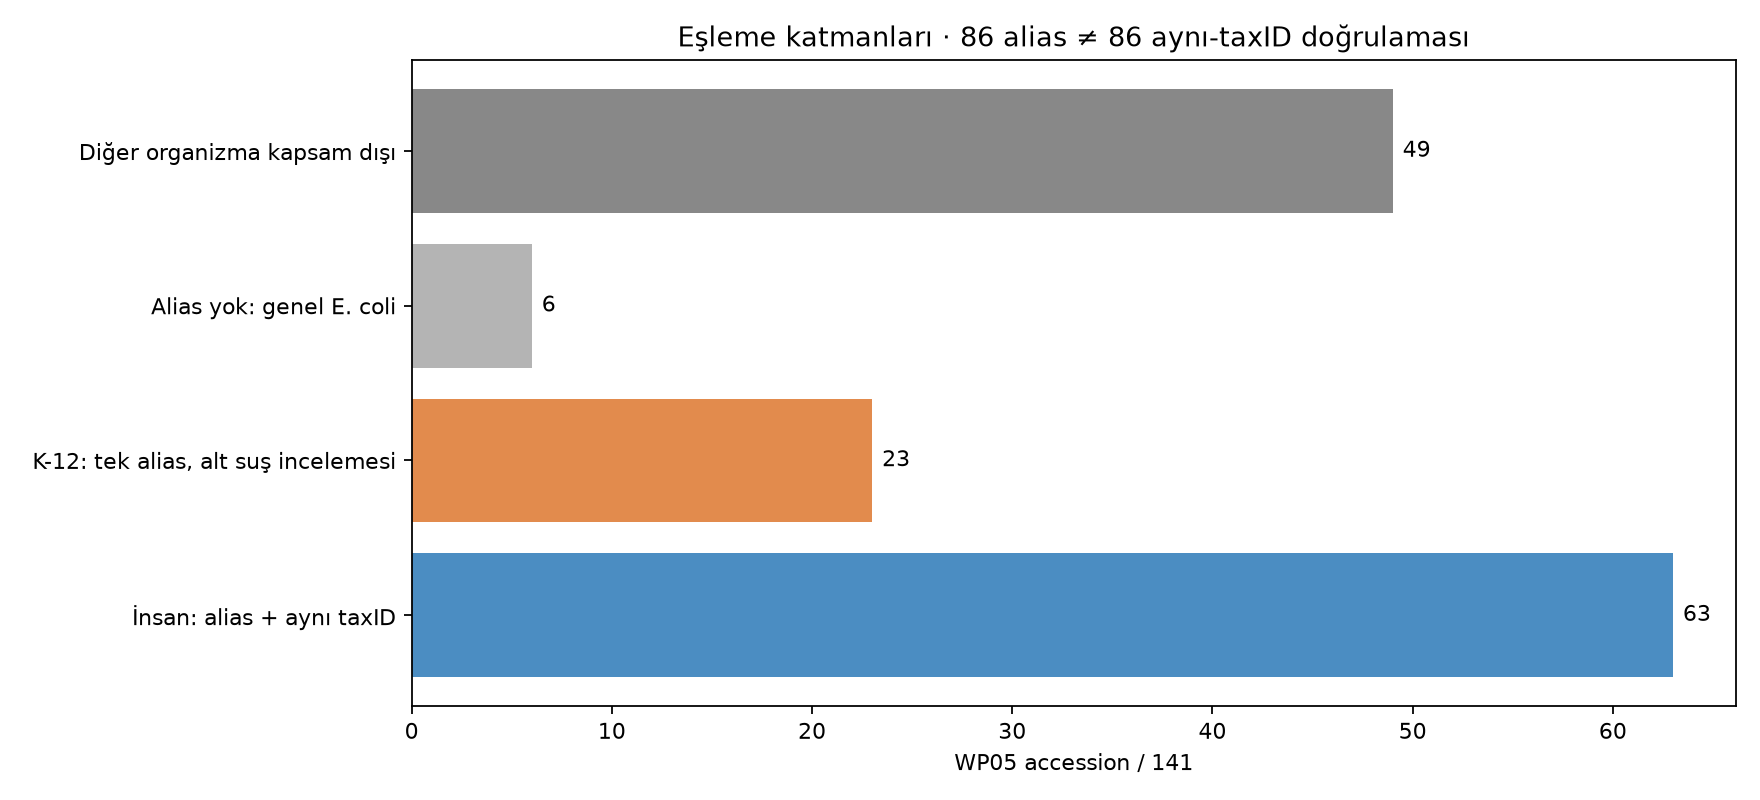 Eşleme katmanları · 86 alias ≠ 86 aynı-taxID doğrulaması
Diğer organizma kapsam dışı
49
Alias yok: genel E. coli
6
K-12: tek alias, alt suş incelemesi
23
İnsan: alias + aynı taxID
63
0 10 20 30 40 50 60
WP05 accession / 141